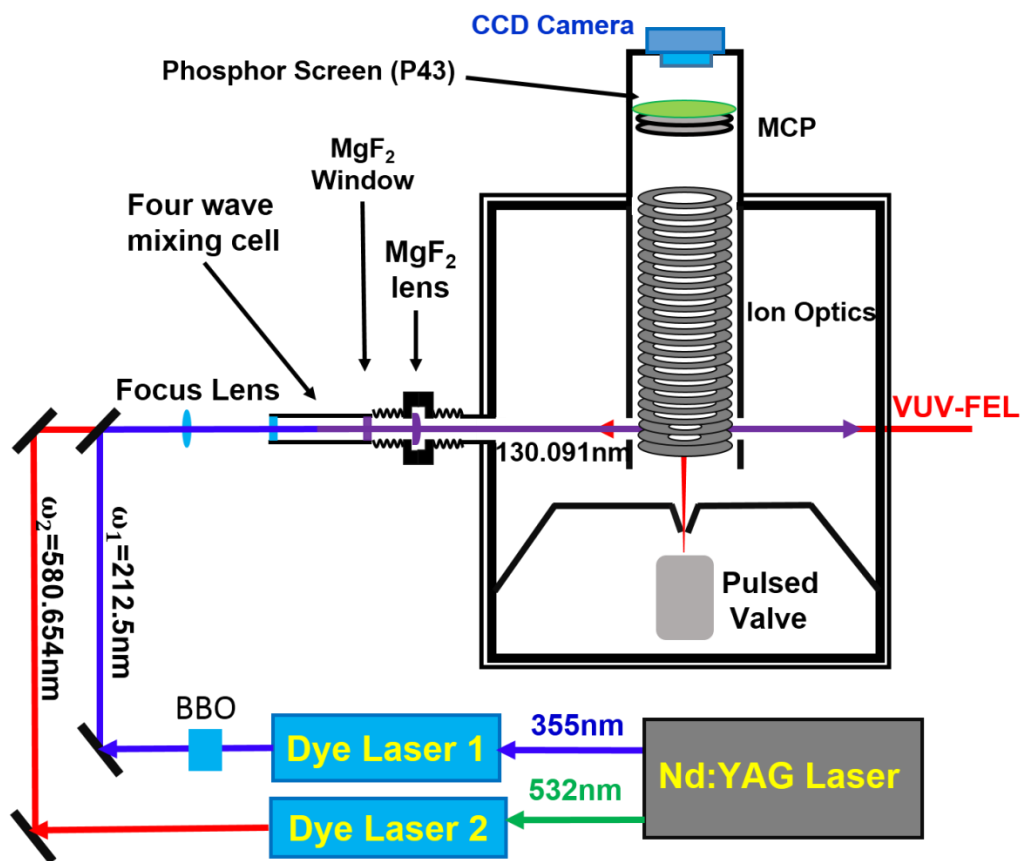 CCD Camera
Phosphor Screen (P43)
MCP
MgF₂
Window
Four wave
mixing cell
MgF₂
lens
Ion Optics
Focus Lens
VUV-FEL
130.091nm
ω₂=580.654nm
ω₁=212.5nm
Pulsed
Valve
BBO
Dye Laser 1
355nm
Nd:YAG Laser
532nm
Dye Laser 2